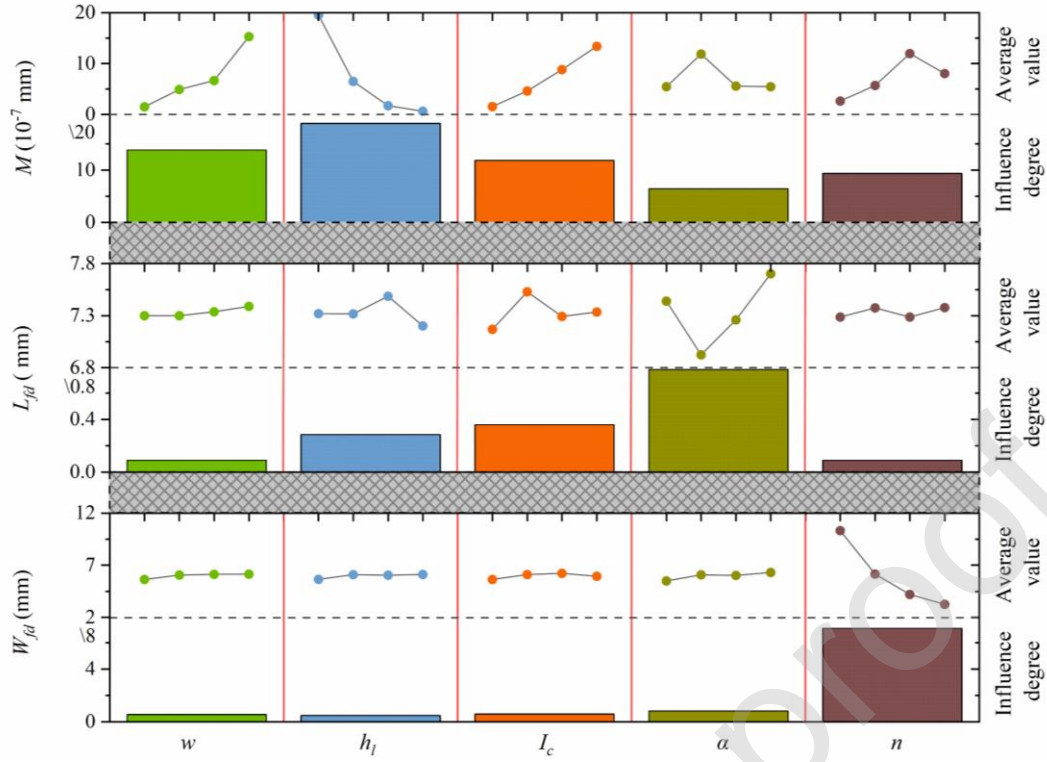 20
10
0
\20
10
0
M (10⁻⁷ mm)
Average value
Influence degree
7.8
7.3
6.8
\0.8
0.4
0.0
L_fd ( mm)
Average value
Influence degree
12
7
2
\8
4
0
W_fd (mm)
Average value
Influence degree
w h_l I_c α n
proof